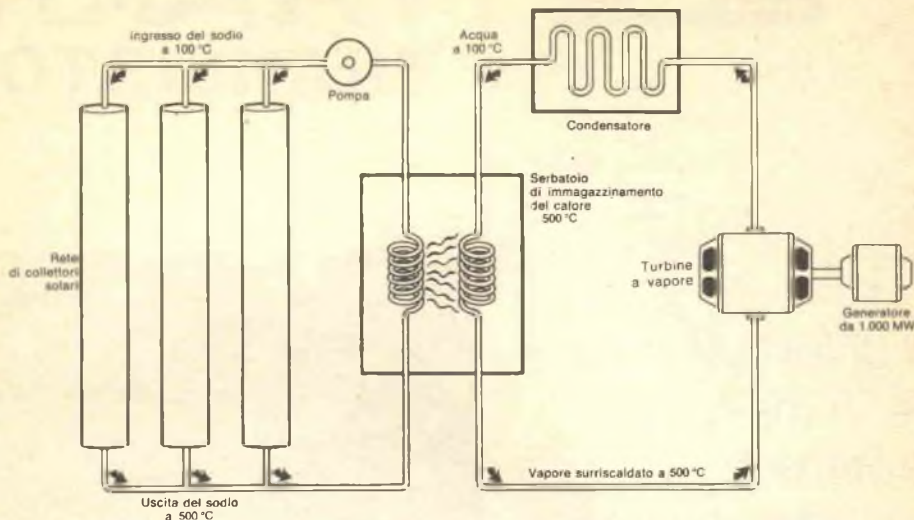 ingresso del sodio
a 100 °C
Pompa
Acqua
a 100 °C
Condensatore
Serbatoio
di immagazzinamento
del calore
500 °C
Rete
di collettori
solari
Turbine
a vapore
Generatore
da 1.000 MW
Vapore surriscaldato a 500 °C
Uscita del sodio
a 500 °C